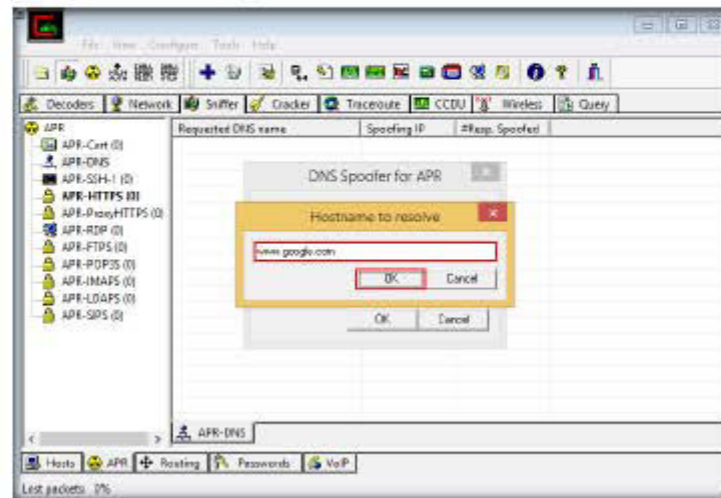 File View Configure Tools Help
Decoders Network Sniffer Cracker Traceroute CCDU Wireless Query
APR
APR-Cert (0)
APR-DNS
APR-SSH-1 (0)
APR-HTTPS (0)
APR-ProxyHTTPS (0)
APR-RDP (0)
APR-FTPS (0)
APR-POP3S (0)
APR-IMAPS (0)
APR-LDAPS (0)
APR-SIPS (0)
Requested DNS name Spoofing IP #Resp. Spoofed
DNS Spoofer for APR
Hostname to resolve
www.google.com
OK Cancel
OK Cancel
APR-DNS
Hosts APR Routing Passwords VoIP
Lost packets: 0%